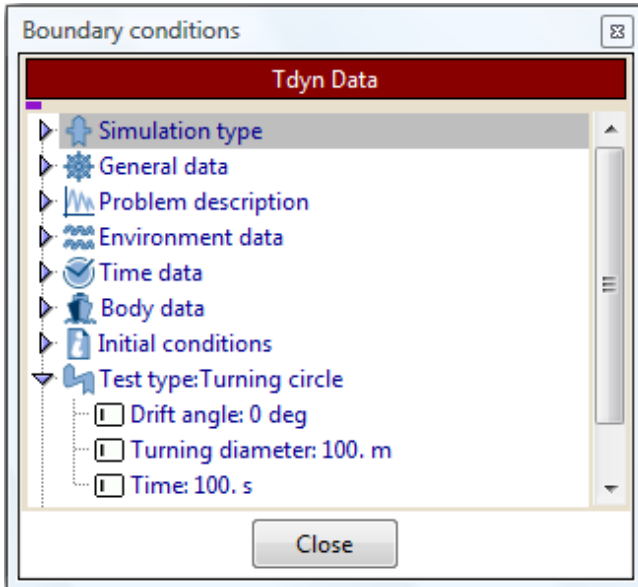 Boundary conditions
Tdyn Data
Simulation type
General data
Problem description
Environment data
Time data
Body data
Initial conditions
Test type:Turning circle
Drift angle: 0 deg
Turning diameter: 100. m
Time: 100. s
Close